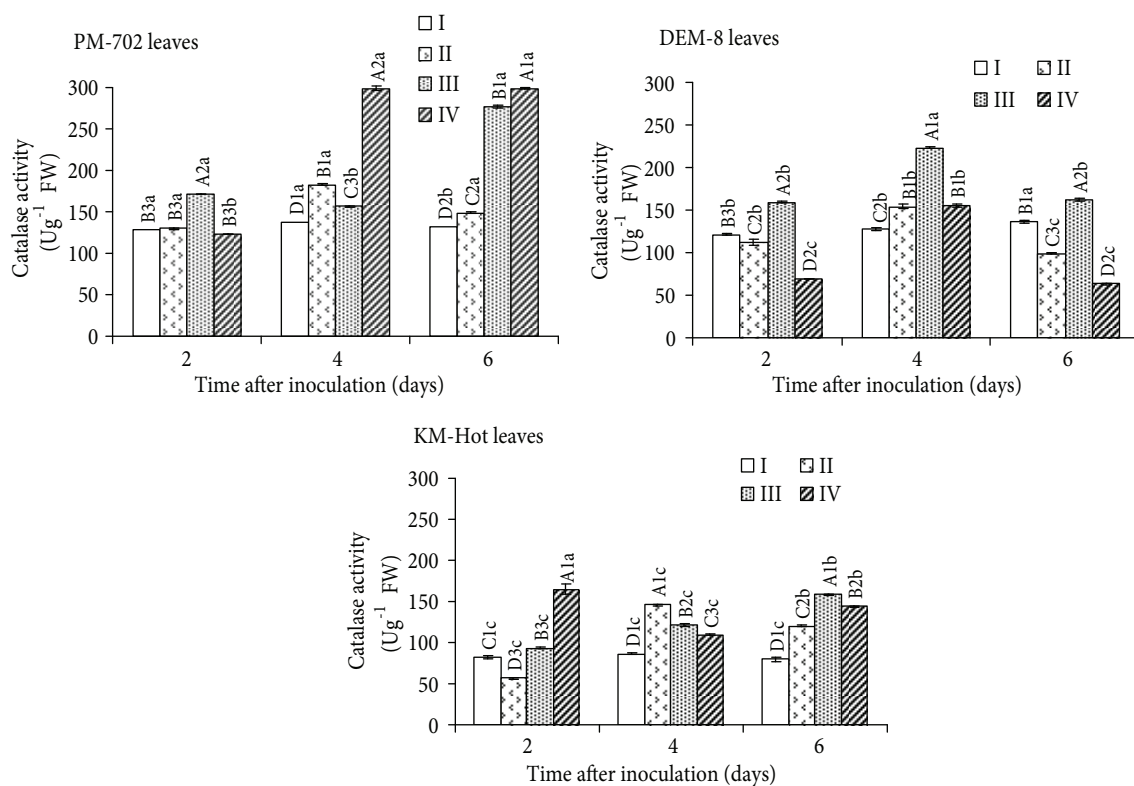 PM-702 leaves
I
II
III
IV
Catalase activity
(Ug⁻¹ FW)
300
250
200
150
100
50
0
B3a
B3a
A2a
B3b
D1a
B1a
C3b
A2a
D2b
C2a
B1a
A1a
2
4
6
Time after inoculation (days)
DEM-8 leaves
I
II
III
IV
Catalase activity
(Ug⁻¹ FW)
300
250
200
150
100
50
0
B3b
C2b
A2b
D2c
C2b
B1b
A1a
B1b
B1a
C3c
A2b
D2c
2
4
6
Time after inoculation (days)
KM-Hot leaves
I
II
III
IV
Catalase activity
(Ug⁻¹ FW)
300
250
200
150
100
50
0
C1c
D3c
B3c
A1a
D1c
A1c
B2c
C3c
D1c
C2b
A1b
B2b
2
4
6
Time after inoculation (days)